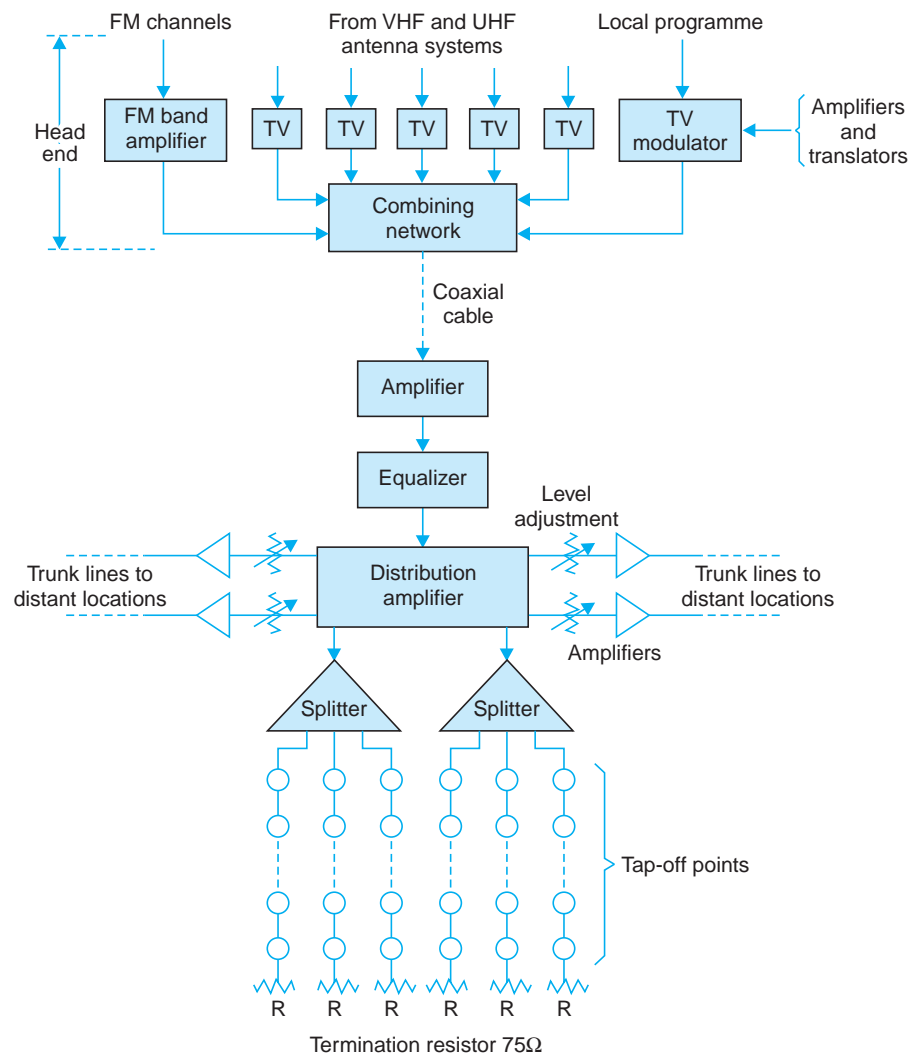 FM channels
From VHF and UHF
antenna systems
Local programme
Head
end
FM band
amplifier
TV
TV
TV
TV
TV
TV
modulator
Amplifiers
and
translators
Combining
network
Coaxial
cable
Amplifier
Equalizer
Level
adjustment
Trunk lines to
distant locations
Distribution
amplifier
Trunk lines to
distant locations
Amplifiers
Splitter
Splitter
Tap-off points
R
R
R
R
R
R
Termination resistor 75Ω